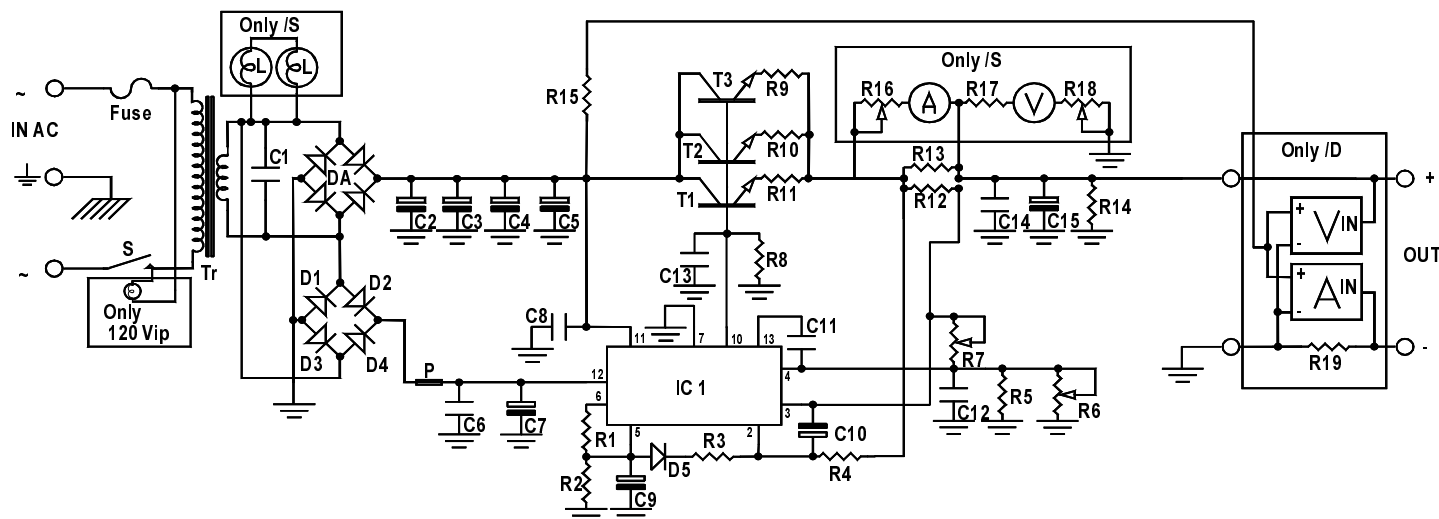 Only /S
L
L
~
IN AC
~
Fuse
S
Tr
Only
120 Vip
C1
DA
D1
D2
D3
D4
C2
C3
C4
C5
R15
T3
T2
T1
R9
R10
R11
C13
R8
Only /S
R16
A
R17
V
R18
R13
R12
C14
C15
R14
Only /D
+
-
V IN
+
-
A IN
R19
+
OUT
-
P
C6
C7
C8
11
7
10
13
12
6
5
2
4
3
IC 1
C11
R1
R2
C9
D5
R3
C10
R4
R7
C12
R5
R6